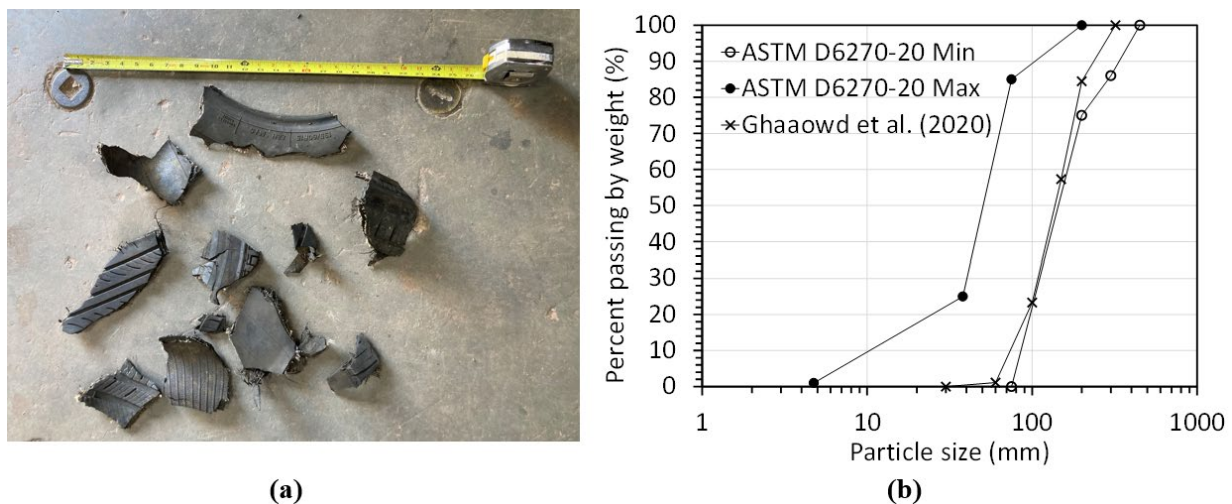 ASTM D6270-20 Min
ASTM D6270-20 Max
Ghaaowd et al. (2020)
Percent passing by weight (%)
100
90
80
70
60
50
40
30
20
10
0
1
10
100
1000
Particle size (mm)
(a)
(b)